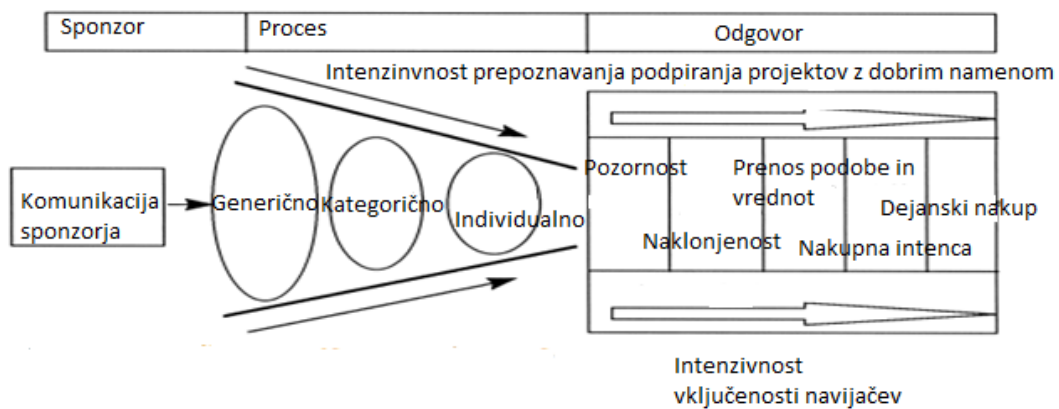 Sponzor
Proces
Odgovor
Intenzinvnost prepoznavanja podpiranja projektov z dobrim namenom
Komunikacija
sponzorja
Generično
Kategorično
Individualno
Pozornost
Naklonjenost
Prenos podobe in
vrednot
Nakupna intenca
Dejanski nakup
Intenzivnost
vključenosti navijačev